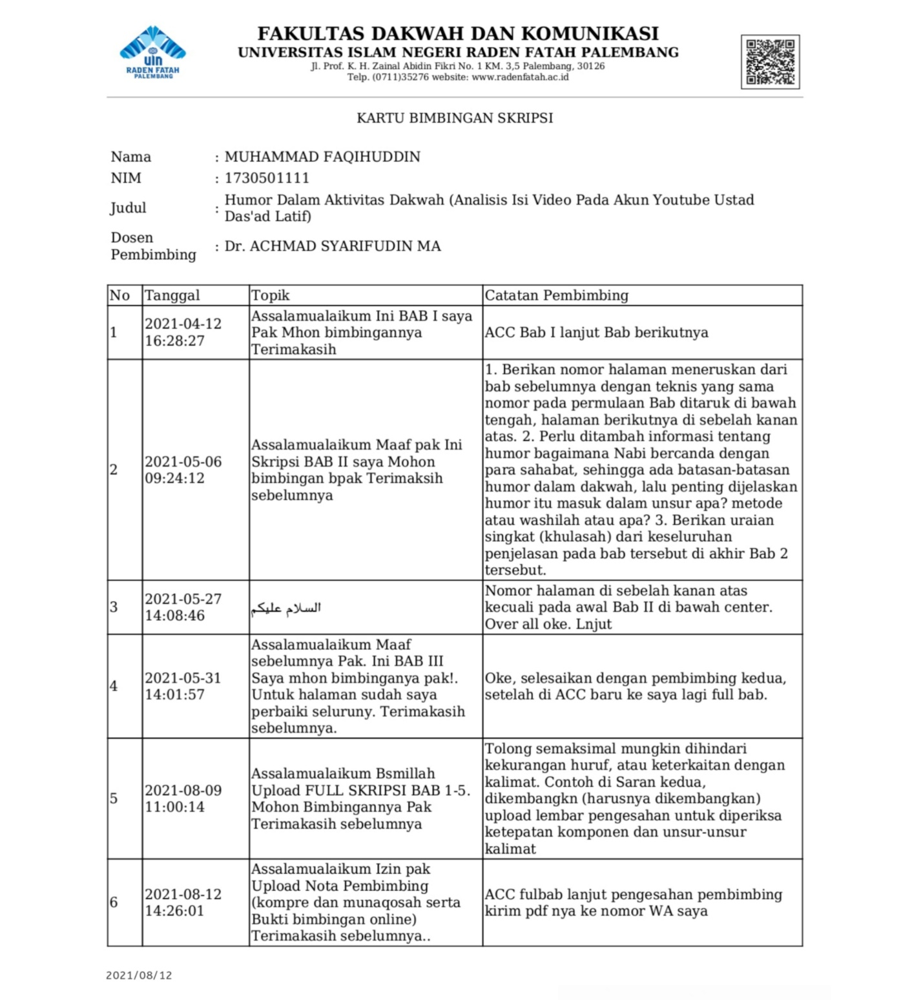 FAKULTAS DAKWAH DAN KOMUNIKASI
UNIVERSITAS ISLAM NEGERI RADEN FATAH PALEMBANG
Jl. Prof. K. H. Zainal Abidin Fikri No. 1 KM. 3,5 Palembang, 30126
Telp. (0711)35276 website: www.radenfatah.ac.id
uin
RADEN FATAH
PALEMBANG
KARTU BIMBINGAN SKRIPSI
Nama : MUHAMMAD FAQIHUDDIN
NIM : 1730501111
Judul : Humor Dalam Aktivitas Dakwah (Analisis Isi Video Pada Akun Youtube Ustad
Das'ad Latif)
Dosen
Pembimbing : Dr. ACHMAD SYARIFUDIN MA
No Tanggal Topik Catatan Pembimbing
1
2021-04-12
16:28:27
Assalamualaikum Ini BAB I saya
Pak Mhon bimbingannya
Terimakasih
ACC Bab I lanjut Bab berikutnya
2
2021-05-06
09:24:12
Assalamualaikum Maaf pak Ini
Skripsi BAB II saya Mohon
bimbingan bpak Terimaksih
sebelumnya
1. Berikan nomor halaman meneruskan dari
bab sebelumnya dengan teknis yang sama
nomor pada permulaan Bab ditaruk di bawah
tengah, halaman berikutnya di sebelah kanan
atas. 2. Perlu ditambah informasi tentang
humor bagaimana Nabi bercanda dengan
para sahabat, sehingga ada batasan-batasan
humor dalam dakwah, lalu penting dijelaskan
humor itu masuk dalam unsur apa? metode
atau washilah atau apa? 3. Berikan uraian
singkat (khulasah) dari keseluruhan
penjelasan pada bab tersebut di akhir Bab 2
tersebut.
3
2021-05-27
14:08:46
السلام عليكم
Nomor halaman di sebelah kanan atas
kecuali pada awal Bab II di bawah center.
Over all oke. Lnjut
4
2021-05-31
14:01:57
Assalamualaikum Maaf
sebelumnya Pak. Ini BAB III
Saya mhon bimbinganya pak!.
Untuk halaman sudah saya
perbaiki seluruny. Terimakasih
sebelumnya.
Oke, selesaikan dengan pembimbing kedua,
setelah di ACC baru ke saya lagi full bab.
5
2021-08-09
11:00:14
Assalamualaikum Bsmillah
Upload FULL SKRIPSI BAB 1-5.
Mohon Bimbingannya Pak
Terimakasih sebelumnya
Tolong semaksimal mungkin dihindari
kekurangan huruf, atau keterkaitan dengan
kalimat. Contoh di Saran kedua,
dikembangkn (harusnya dikembangkan)
upload lembar pengesahan untuk diperiksa
ketepatan komponen dan unsur-unsur
kalimat
6
2021-08-12
14:26:01
Assalamualaikum Izin pak
Upload Nota Pembimbing
(kompre dan munaqosah serta
Bukti bimbingan online)
Terimakasih sebelumnya..
ACC fulbab lanjut pengesahan pembimbing
kirim pdf nya ke nomor WA saya
2021/08/12